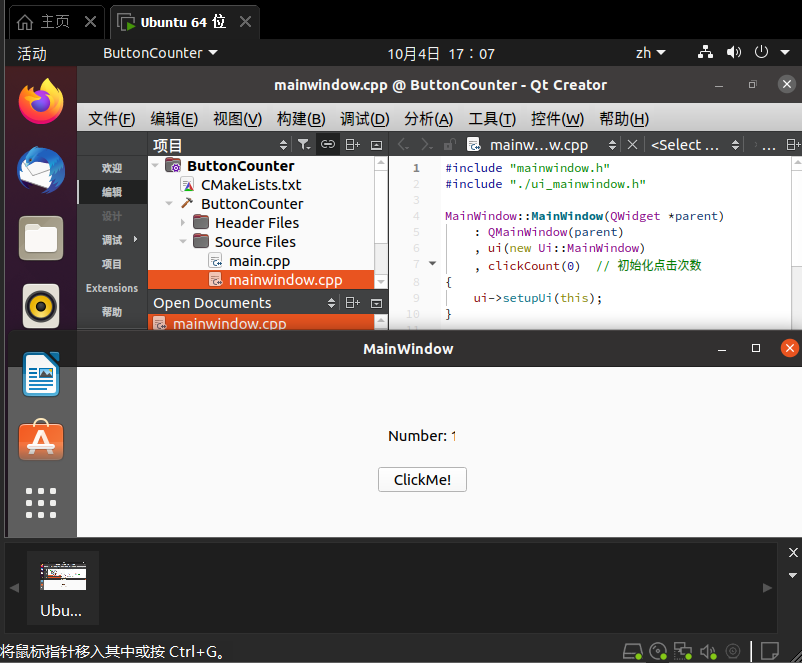 主页
Ubuntu 64 位
活动
ButtonCounter
10月4日 17：07
zh
mainwindow.cpp @ ButtonCounter - Qt Creator
文件(F) 编辑(E) 视图(V) 构建(B) 调试(D) 分析(A) 工具(T) 控件(W) 帮助(H)
项目
mainw...w.cpp
<Select ...
...
欢迎
编辑
设计
调试
项目
Extensions
帮助
ButtonCounter
CMakeLists.txt
ButtonCounter
Header Files
Source Files
main.cpp
mainwindow.cpp
Open Documents
mainwindow.cpp
1 #include "mainwindow.h"
2 #include "./ui_mainwindow.h"
3
4 MainWindow::MainWindow(QWidget *parent)
5 : QMainWindow(parent)
6 , ui(new Ui::MainWindow)
7 , clickCount(0) // 初始化点击次数
8 {
9 ui->setupUi(this);
10 }
MainWindow
Number: 1
ClickMe!
Ubu...
将鼠标指针移入其中或按 Ctrl+G。